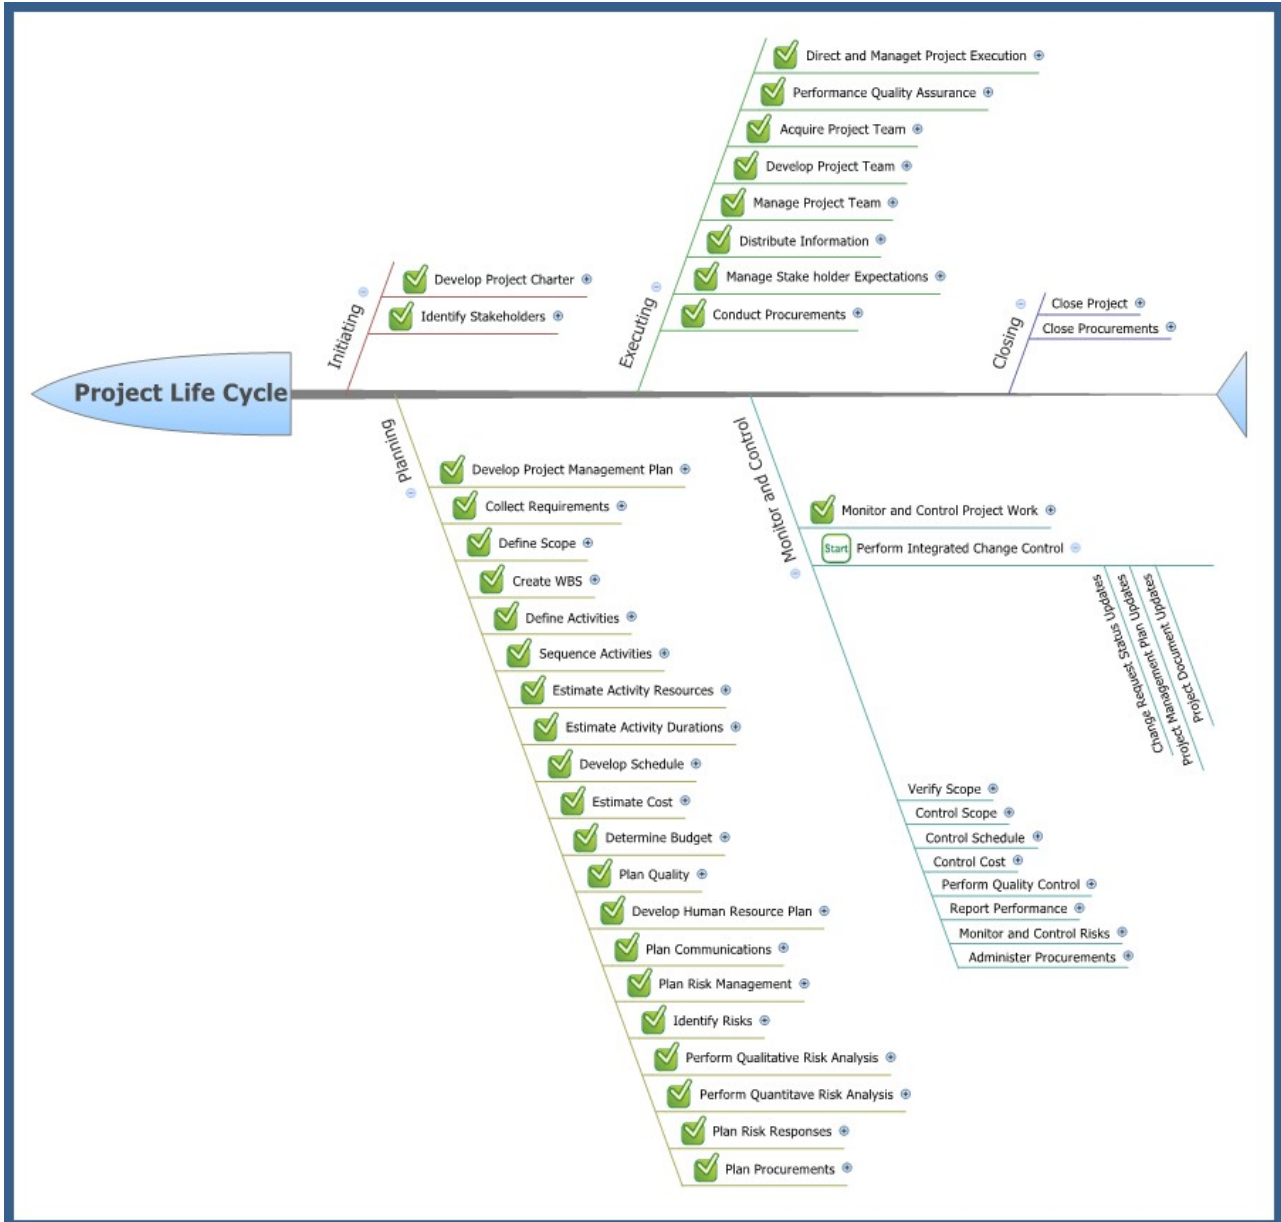 Project Life Cycle
Initiating
Develop Project Charter
Identify Stakeholders
Planning
Develop Project Management Plan
Collect Requirements
Define Scope
Create WBS
Define Activities
Sequence Activities
Estimate Activity Resources
Estimate Activity Durations
Develop Schedule
Estimate Cost
Determine Budget
Plan Quality
Develop Human Resource Plan
Plan Communications
Plan Risk Management
Identify Risks
Perform Qualitative Risk Analysis
Perform Quantitave Risk Analysis
Plan Risk Responses
Plan Procurements
Executing
Direct and Managet Project Execution
Performance Quality Assurance
Acquire Project Team
Develop Project Team
Manage Project Team
Distribute Information
Manage Stake holder Expectations
Conduct Procurements
Monitor and Control
Monitor and Control Project Work
Start Perform Integrated Change Control
Change Request Status Updates
Project Management Plan Updates
Project Document Updates
Verify Scope
Control Scope
Control Schedule
Control Cost
Perform Quality Control
Report Performance
Monitor and Control Risks
Administer Procurements
Closing
Close Project
Close Procurements